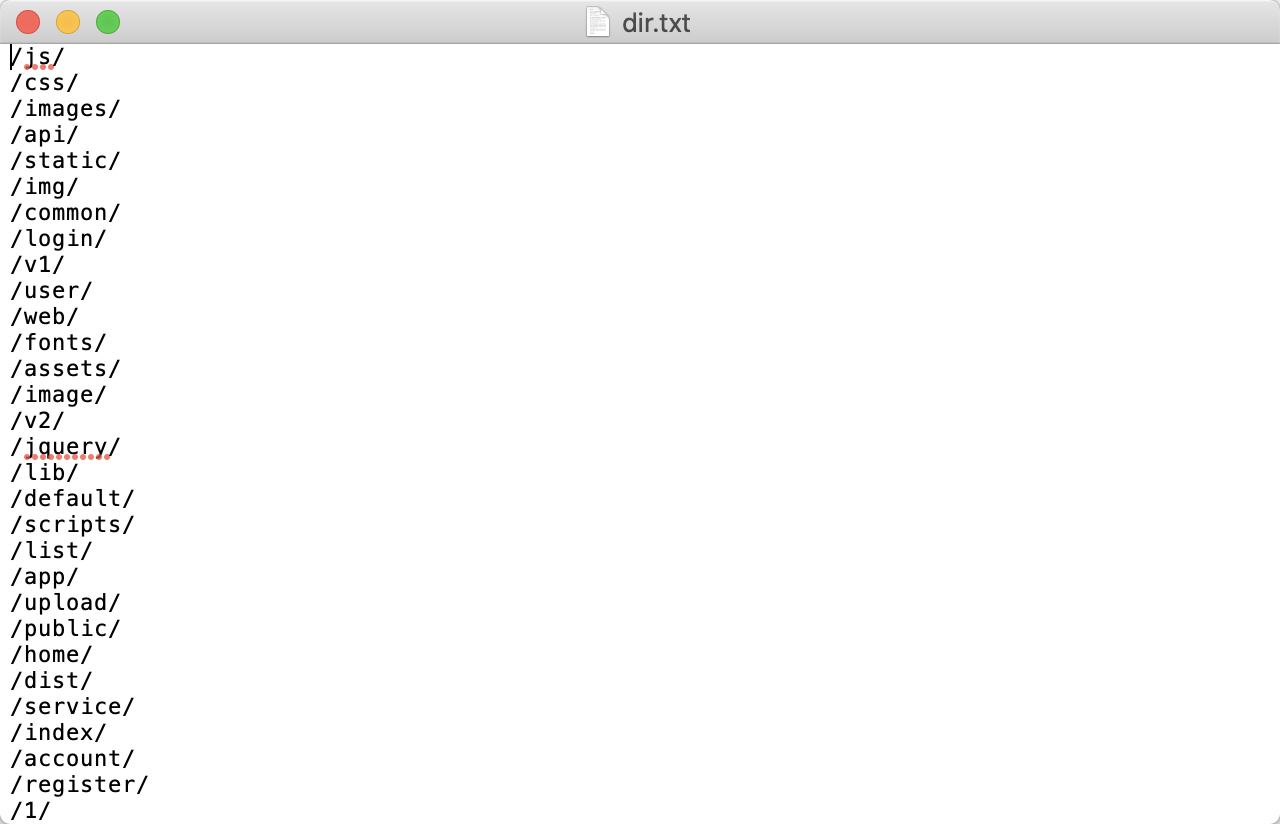 dir.txt
/js/
/css/
/images/
/api/
/static/
/img/
/common/
/login/
/v1/
/user/
/web/
/fonts/
/assets/
/image/
/v2/
/jquery/
/lib/
/default/
/scripts/
/list/
/app/
/upload/
/public/
/home/
/dist/
/service/
/index/
/account/
/register/
/1/